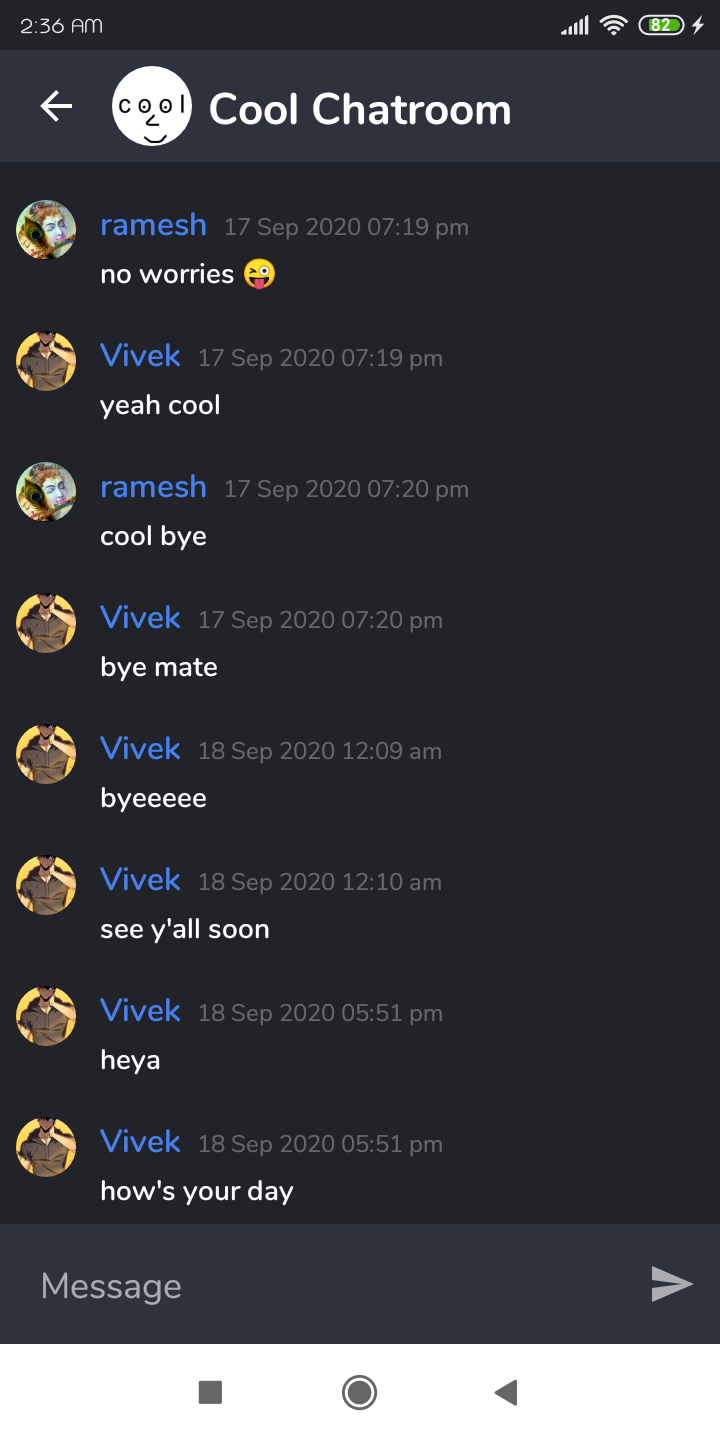 2:36 AM 82
cool Cool Chatroom
ramesh 17 Sep 2020 07:19 pm
no worries 😜
Vivek 17 Sep 2020 07:19 pm
yeah cool
ramesh 17 Sep 2020 07:20 pm
cool bye
Vivek 17 Sep 2020 07:20 pm
bye mate
Vivek 18 Sep 2020 12:09 am
byeeeee
Vivek 18 Sep 2020 12:10 am
see y'all soon
Vivek 18 Sep 2020 05:51 pm
heya
Vivek 18 Sep 2020 05:51 pm
how's your day
Message